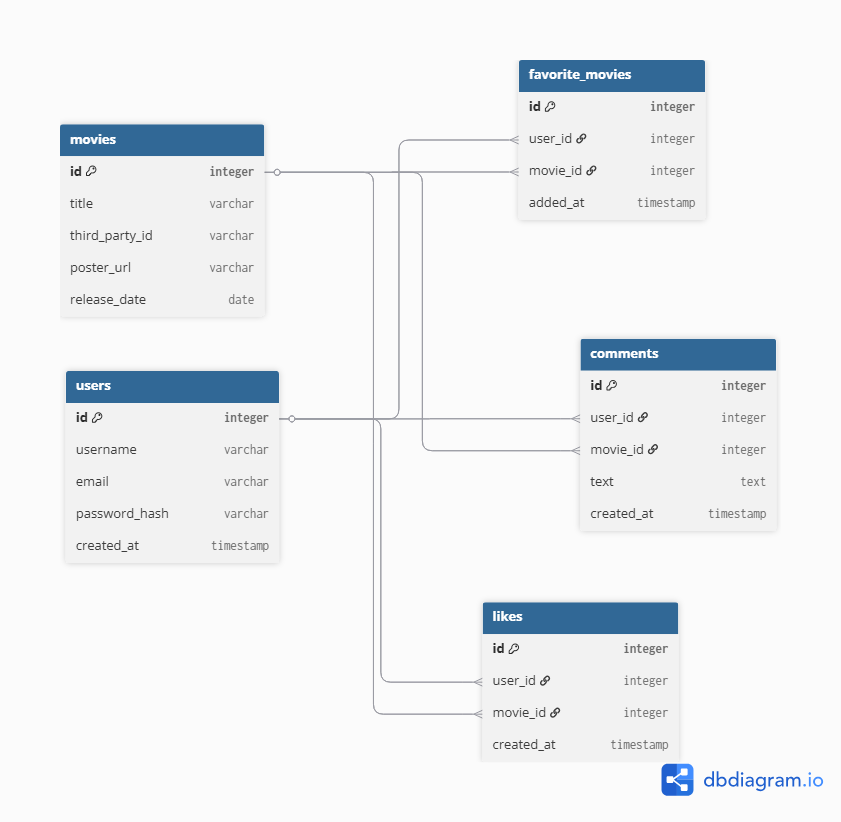 movies
id integer
title varchar
third_party_id varchar
poster_url varchar
release_date date
users
id integer
username varchar
email varchar
password_hash varchar
created_at timestamp
favorite_movies
id integer
user_id integer
movie_id integer
added_at timestamp
comments
id integer
user_id integer
movie_id integer
text text
created_at timestamp
likes
id integer
user_id integer
movie_id integer
created_at timestamp
dbdiagram.io